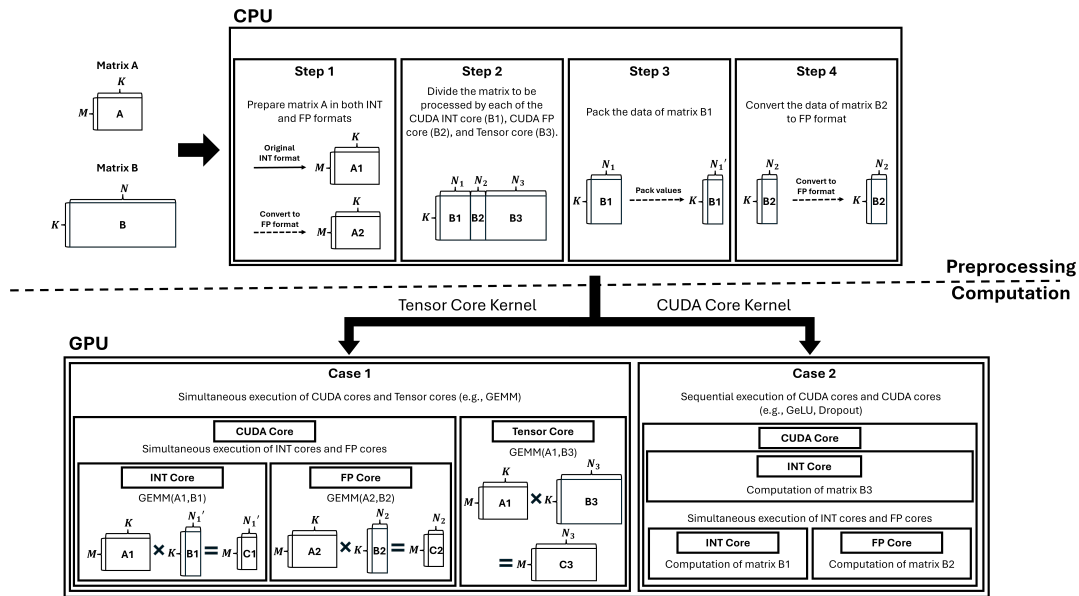 CPU
Matrix A
K
M
A
Matrix B
N
K
B
Step 1
Prepare matrix A in both INT
and FP formats
Original
INT format
K
M
A1
Convert to
FP format
K
M
A2
Step 2
Divide the matrix to be
processed by each of the
CUDA INT core (B1), CUDA FP
core (B2), and Tensor core (B3).
N1 N2 N3
K
B1 B2 B3
Step 3
Pack the data of matrix B1
N1
K
B1
Pack values
N1'
K
B1
Step 4
Convert the data of matrix B2
to FP format
N2
K
B2
Convert to
FP format
N2
K
B2
Preprocessing
Computation
Tensor Core Kernel
CUDA Core Kernel
GPU
Case 1
Simultaneous execution of CUDA cores and Tensor cores (e.g., GEMM)
CUDA Core
Simultaneous execution of INT cores and FP cores
INT Core
GEMM(A1,B1)
K N1' N1'
M A1 × K B1 = M C1
FP Core
GEMM(A2,B2)
K N2 N2
M A2 × K B2 = M C2
Tensor Core
GEMM(A1,B3)
K N3
M A1 × K B3
N3
= M C3
Case 2
Sequential execution of CUDA cores and CUDA cores
(e.g., GeLU, Dropout)
CUDA Core
INT Core
Computation of matrix B3
Simultaneous execution of INT cores and FP cores
INT Core
Computation of matrix B1
FP Core
Computation of matrix B2